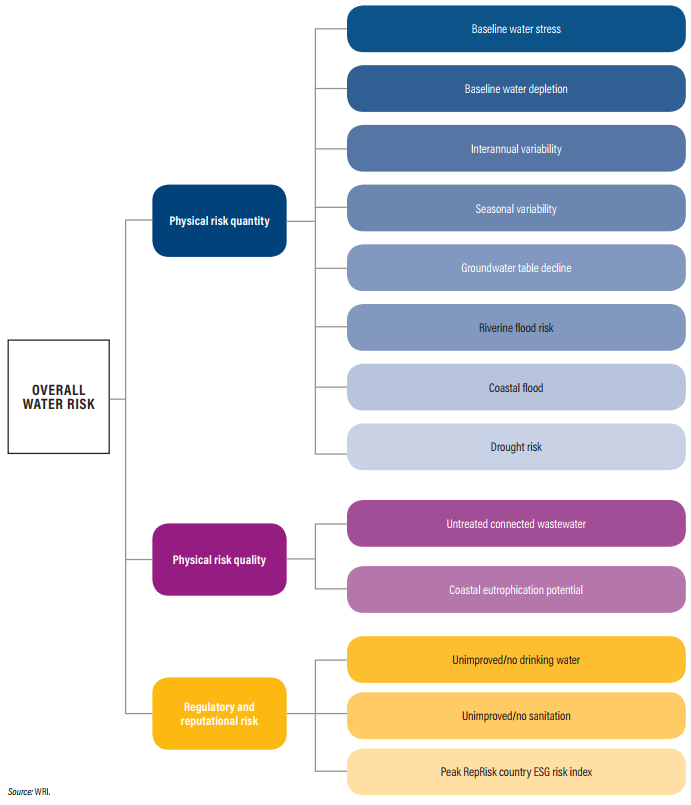 OVERALL
WATER RISK
Physical risk quantity
Baseline water stress
Baseline water depletion
Interannual variability
Seasonal variability
Groundwater table decline
Riverine flood risk
Coastal flood
Drought risk
Physical risk quality
Untreated connected wastewater
Coastal eutrophication potential
Regulatory and
reputational risk
Unimproved/no drinking water
Unimproved/no sanitation
Peak RepRisk country ESG risk index
Source: WRI.